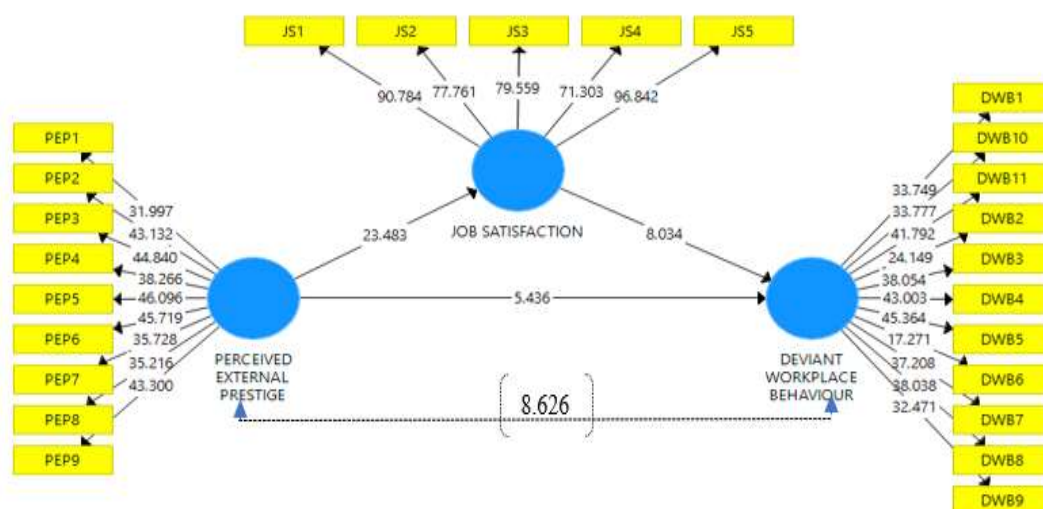 JS1
JS2
JS3
JS4
JS5
90.784
77.761
79.559
71.303
96.842
JOB SATISFACTION
PEP1
PEP2
PEP3
PEP4
PEP5
PEP6
PEP7
PEP8
PEP9
31.997
43.132
44.840
38.266
46.096
45.719
35.728
35.216
43.300
PERCEIVED
EXTERNAL
PRESTIGE
23.483
8.034
5.436
8.626
DEVIANT
WORKPLACE
BEHAVIOUR
33.749
33.777
41.792
24.149
38.054
43.003
45.364
17.271
37.208
38.038
32.471
DWB1
DWB10
DWB11
DWB2
DWB3
DWB4
DWB5
DWB6
DWB7
DWB8
DWB9